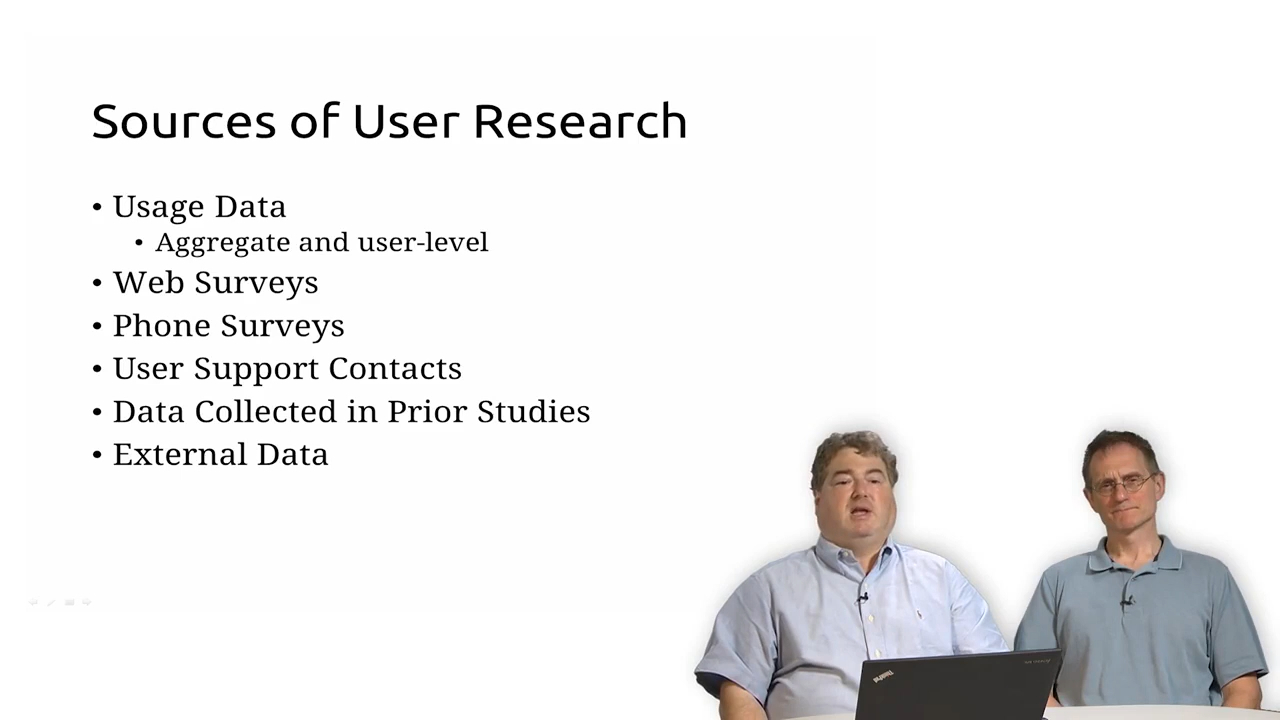 Sources of User Research
• Usage Data
• Aggregate and user-level
• Web Surveys
• Phone Surveys
• User Support Contacts
• Data Collected in Prior Studies
• External Data
ThinkPad